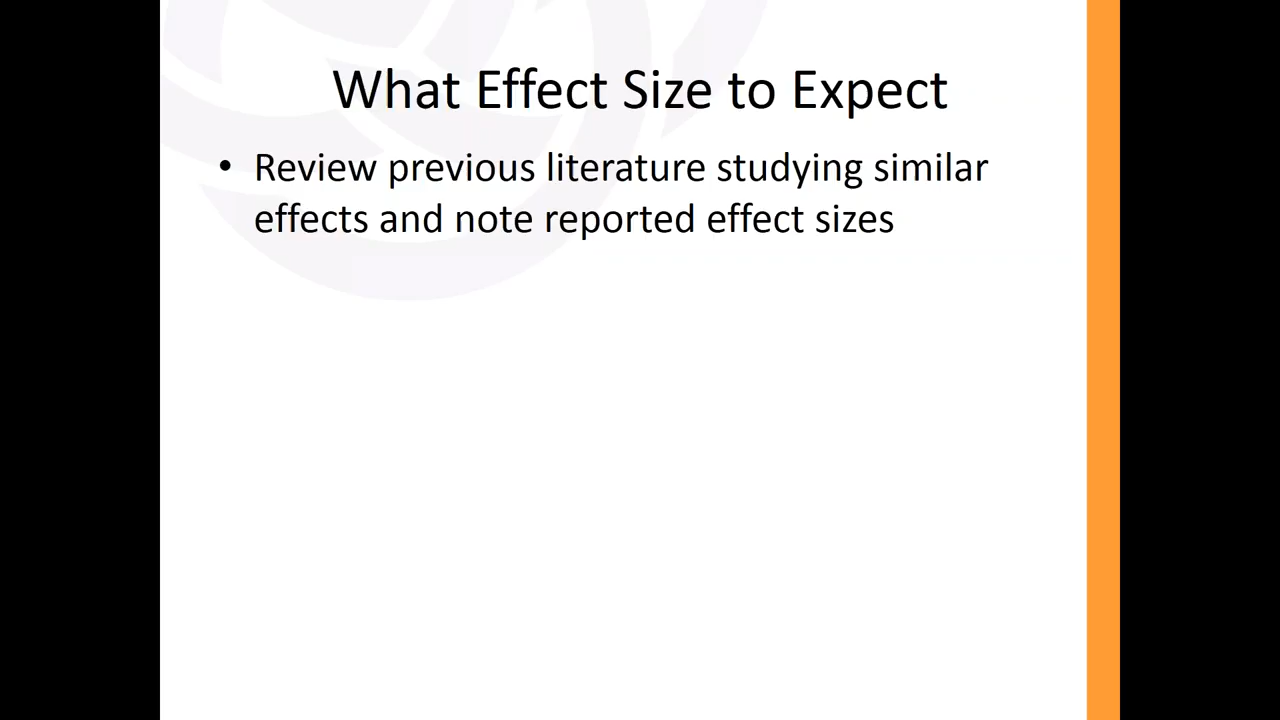 What Effect Size to Expect
• Review previous literature studying similar
effects and note reported effect sizes